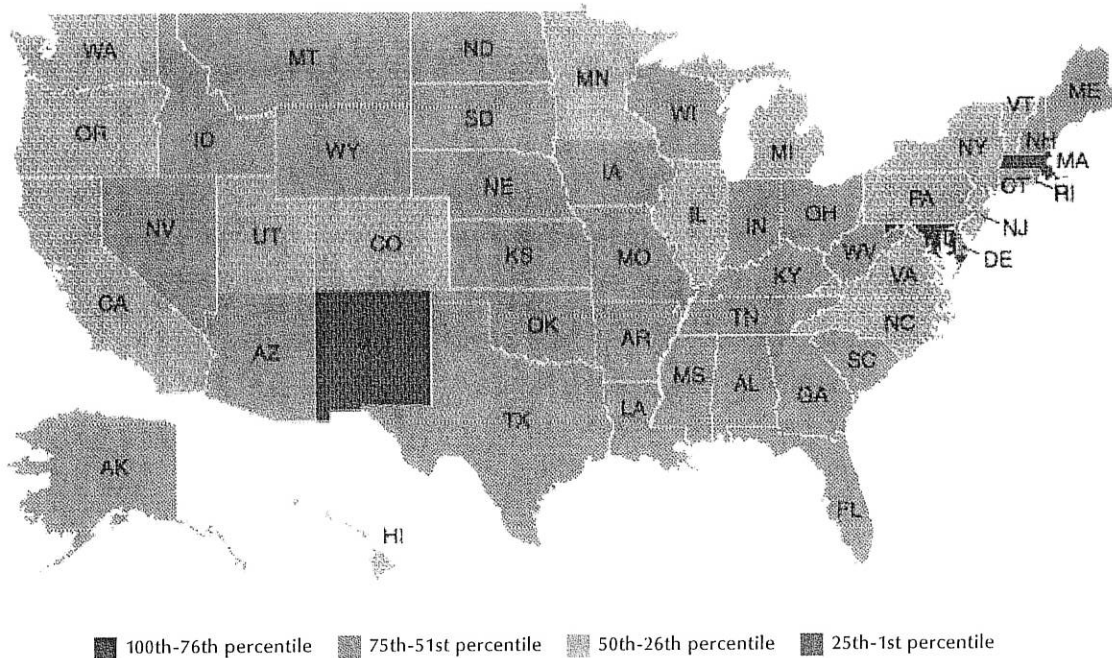 WA
MT
ND
MN
ME
VT
OR
ID
SD
WI
NY
NH
MA
WY
MI
CT
RI
PA
NE
IA
NJ
NV
UT
CO
IL
IN
OH
WV
DE
KS
MO
KY
VA
CA
TN
NC
AZ
OK
AR
SC
MS
AL
GA
TX
LA
AK
FL
HI
100th-76th percentile
75th-51st percentile
50th-26th percentile
25th-1st percentile